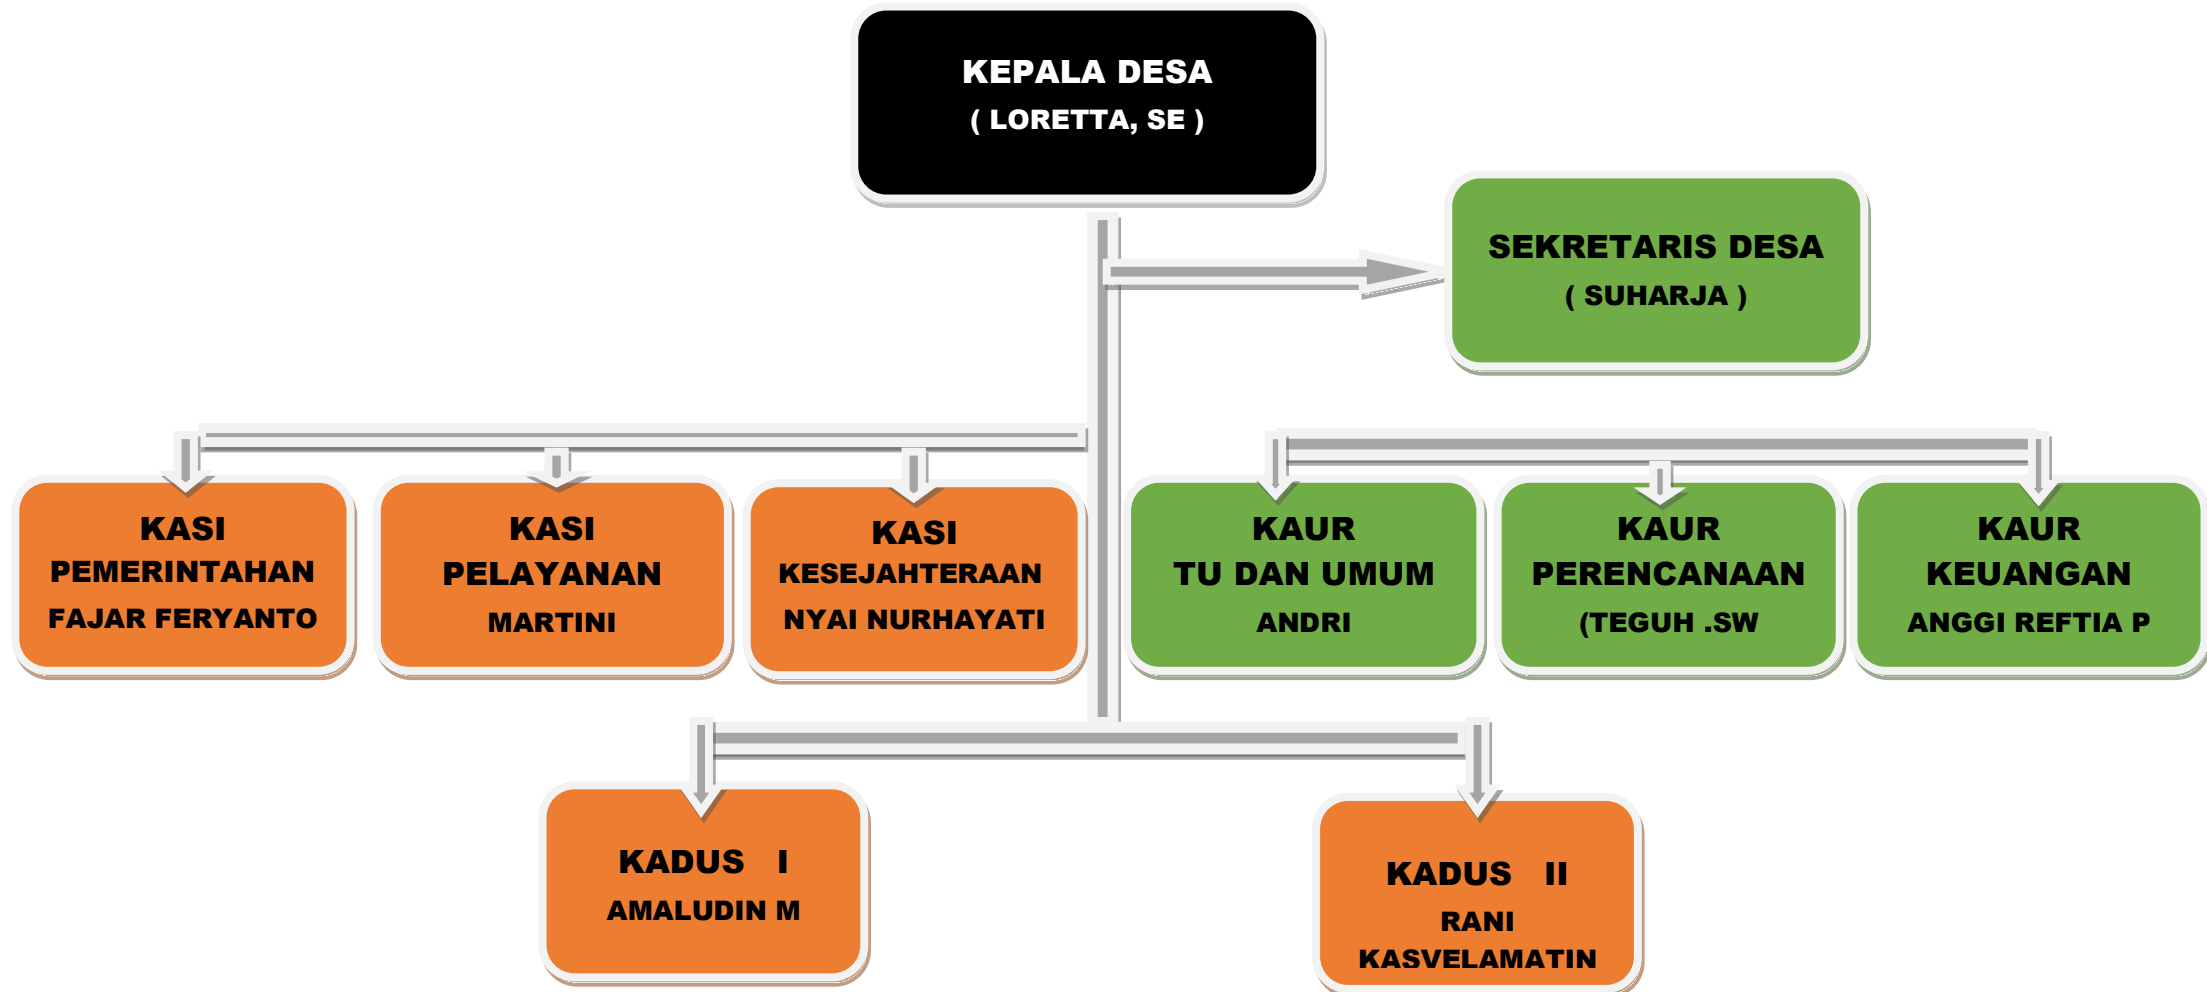 KEPALA DESA
( LORETTA, SE )
SEKRETARIS DESA
( SUHARJA )
KASI
PEMERINTAHAN
FAJAR FERYANTO
KASI
PELAYANAN
MARTINI
KASI
KESEJAHTERAAN
NYAI NURHAYATI
KAUR
TU DAN UMUM
ANDRI
KAUR
PERENCANAAN
(TEGUH .SW
KAUR
KEUANGAN
ANGGI REFTIA P
KADUS I
AMALUDIN M
KADUS II
RANI
KASVELAMATIN